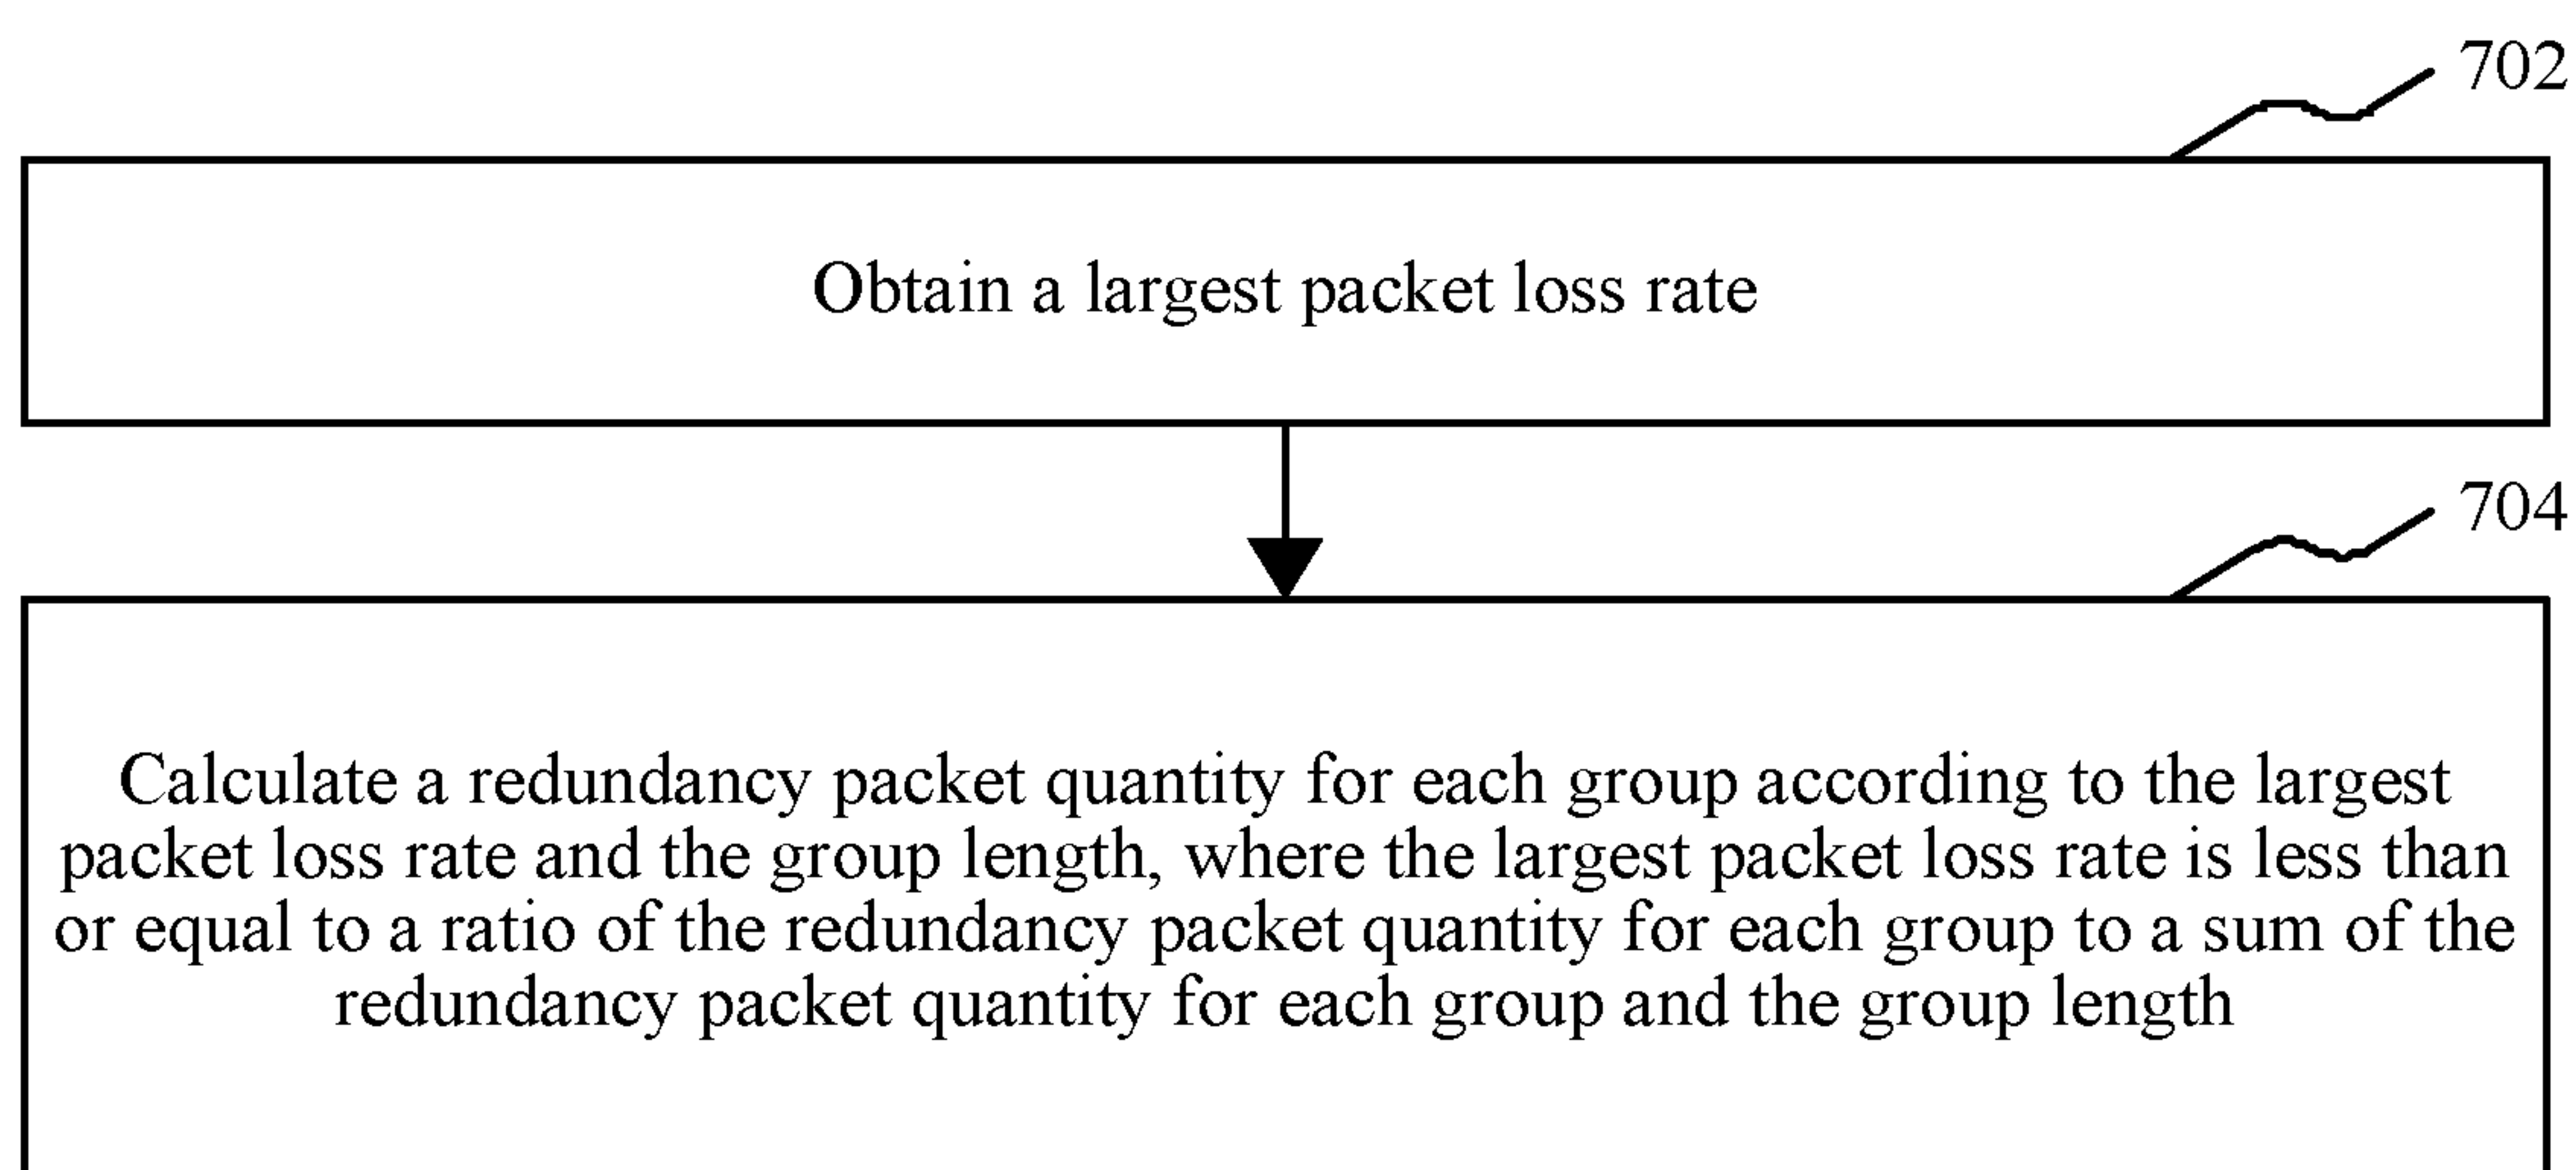 702
Obtain a largest packet loss rate
704
Calculate a redundancy packet quantity for each group according to the largest
packet loss rate and the group length, where the largest packet loss rate is less than
or equal to a ratio of the redundancy packet quantity for each group to a sum of the
redundancy packet quantity for each group and the group length